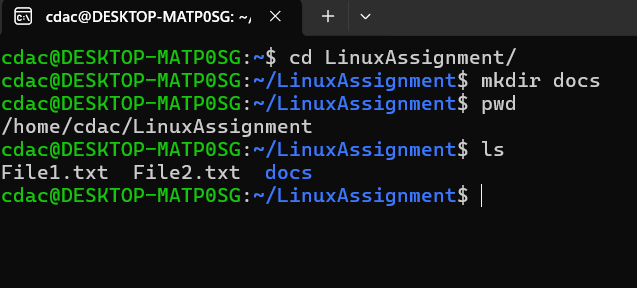 cdac@DESKTOP-MATP0SG: ~/
cdac@DESKTOP-MATP0SG:~$ cd LinuxAssignment/
cdac@DESKTOP-MATP0SG:~/LinuxAssignment$ mkdir docs
cdac@DESKTOP-MATP0SG:~/LinuxAssignment$ pwd
/home/cdac/LinuxAssignment
cdac@DESKTOP-MATP0SG:~/LinuxAssignment$ ls
File1.txt  File2.txt  docs
cdac@DESKTOP-MATP0SG:~/LinuxAssignment$